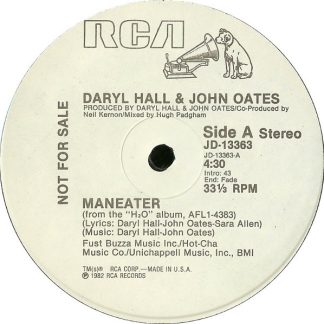 RCA
NOT FOR SALE
DARYL HALL & JOHN OATES
PRODUCED BY DARYL HALL & JOHN OATES/Co-Produced by
Neil Kernon/Mixed by Hugh Padgham
Side A Stereo
JD-13363
JD-13363-A
4:30
Intro: 43
End: Fade
33⅓ RPM
MANEATER
(from the "H₂O" album, AFL1-4383)
(Lyrics: Daryl Hall-John Oates-Sara Allen)
(Music: Daryl Hall-John Oates)
Fust Buzza Music Inc./Hot-Cha
Music Co./Unichappell Music, Inc., BMI
TM(s)® RCA CORP.—MADE IN U.S.A.
℗ 1982 RCA RECORDS